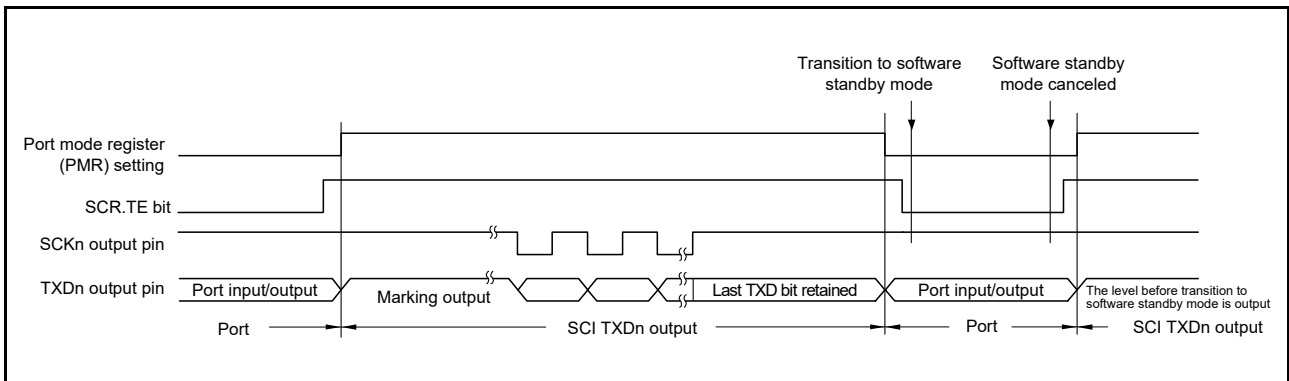 Transition to software
standby mode
Software standby
mode canceled
Port mode register
(PMR) setting
SCR.TE bit
SCKn output pin
TXDn output pin
Port input/output
Marking output
Last TXD bit retained
Port input/output
The level before transition to
software standby mode is output
Port
SCI TXDn output
Port
SCI TXDn output